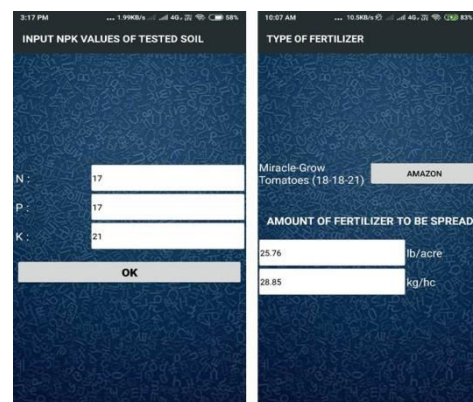 3:17 PM ... 1.99KB/s 4G 58%
INPUT NPK VALUES OF TESTED SOIL
N : 17
P : 17
K : 21
OK
10:07 AM ... 10.5KB/s 4G 83%
TYPE OF FERTILIZER
Miracle-Grow
Tomatoes (18-18-21)
AMAZON
AMOUNT OF FERTILIZER TO BE SPREAD
25.76 lb/acre
28.85 kg/hc